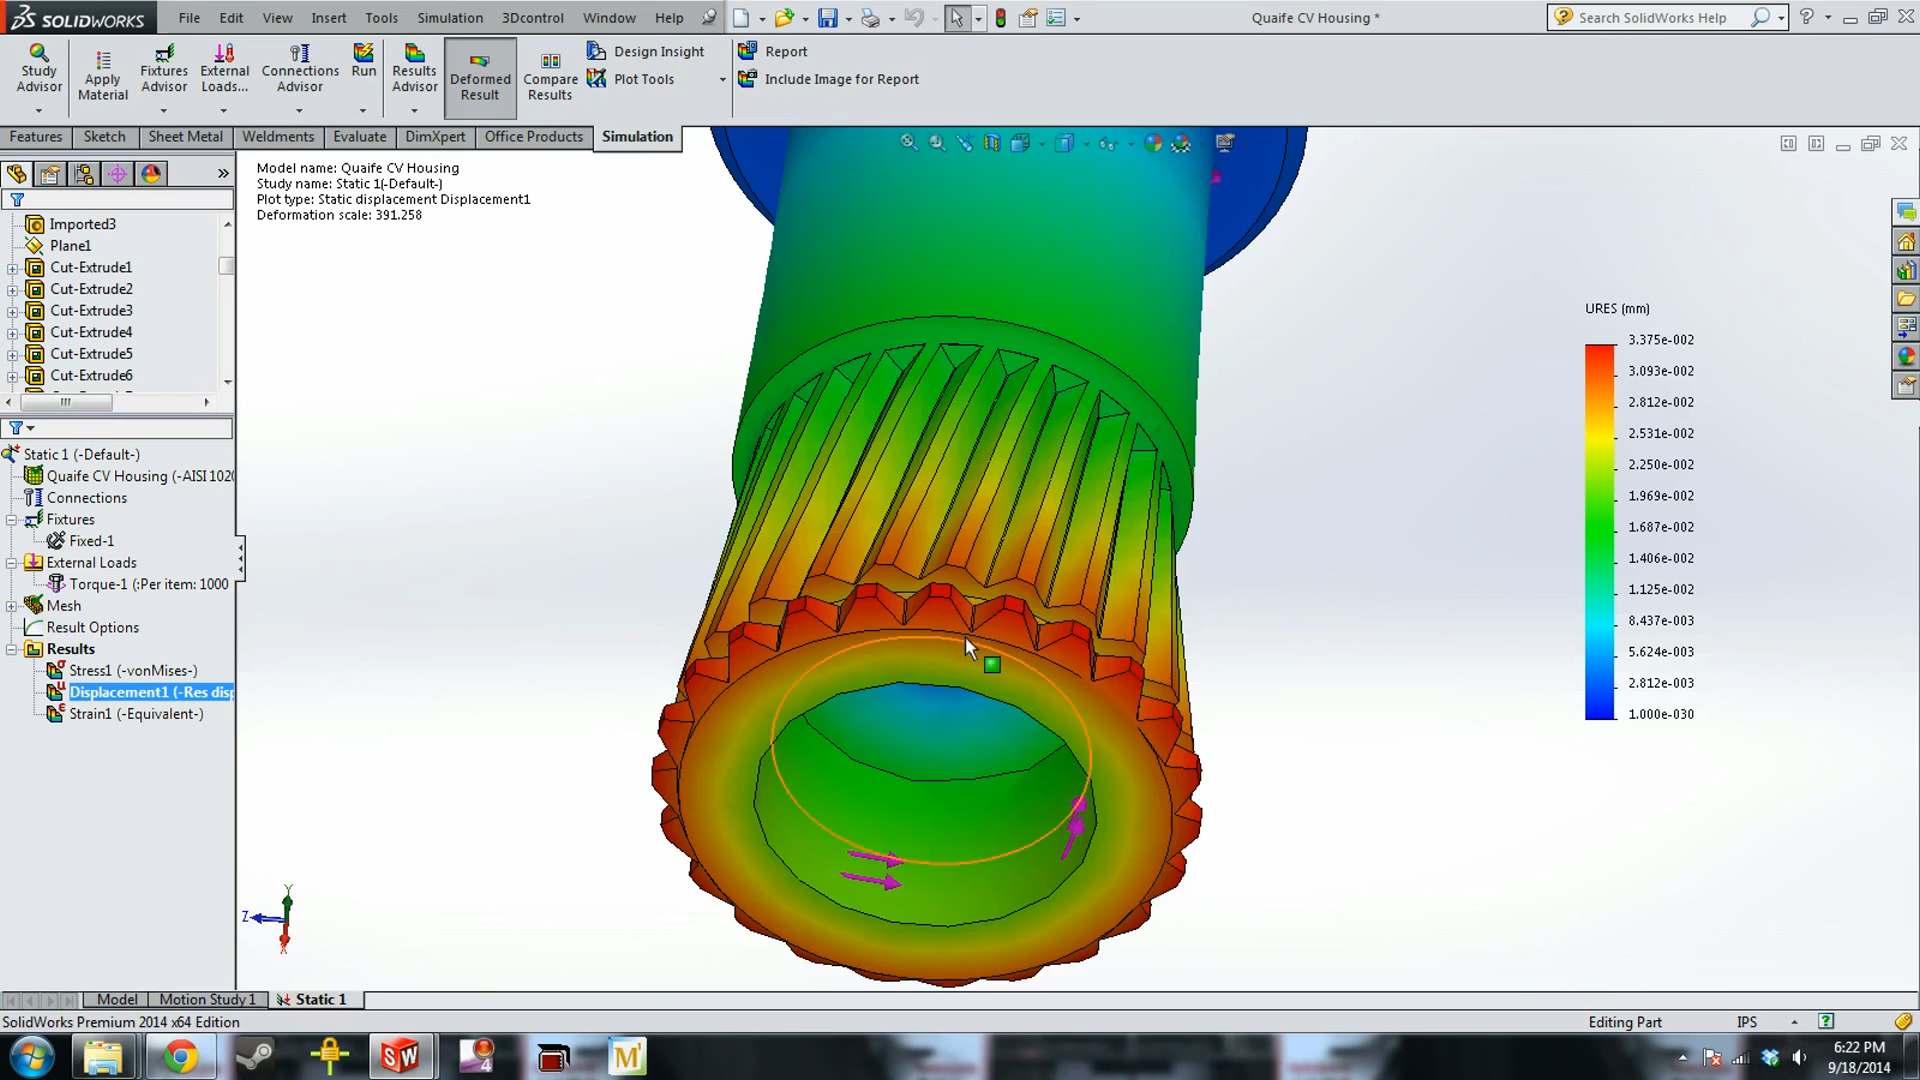 SOLIDWORKS File Edit View Insert Tools Simulation 3Dcontrol Window Help Quaife CV Housing * Search SolidWorks Help
Study Advisor
Apply Material
Fixtures Advisor
External Loads...
Connections Advisor
Run
Results Advisor
Deformed Result
Compare Results
Design Insight
Plot Tools
Report
Include Image for Report
Features Sketch Sheet Metal Weldments Evaluate DimXpert Office Products Simulation
Imported3
Plane1
Cut-Extrude1
Cut-Extrude2
Cut-Extrude3
Cut-Extrude4
Cut-Extrude5
Cut-Extrude6
Static 1 (-Default-)
Quaife CV Housing (-AISI 1020
Connections
Fixtures
Fixed-1
External Loads
Torque-1 (:Per item: 1000
Mesh
Result Options
Results
Stress1 (-vonMises-)
Displacement1 (-Res disp
Strain1 (-Equivalent-)
Model name: Quaife CV Housing
Study name: Static 1(-Default-)
Plot type: Static displacement Displacement1
Deformation scale: 391.258
URES (mm)
3.375e-002
3.093e-002
2.812e-002
2.531e-002
2.250e-002
1.969e-002
1.687e-002
1.406e-002
1.125e-002
8.437e-003
5.624e-003
2.812e-003
1.000e-030
Y
Z
X
Model Motion Study 1 Static 1
SolidWorks Premium 2014 x64 Edition Editing Part IPS
SW 4 M
6:22 PM
9/18/2014